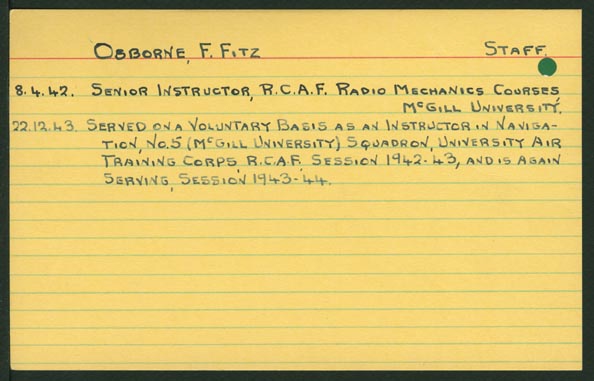 OSBORNE, F. FITZ STAFF.
8.4.42. SENIOR INSTRUCTOR, R.C.A.F. RADIO MECHANICS COURSES
MCGILL UNIVERSITY.
22.12.43. SERVED ON A VOLUNTARY BASIS AS AN INSTRUCTOR IN NAVIGA-
TION, NO.5 (MCGILL UNIVERSITY) SQUADRON, UNIVERSITY AIR
TRAINING CORPS, R.C.A.F. SESSION 1942-43, AND IS AGAIN
SERVING, SESSION 1943-'44.